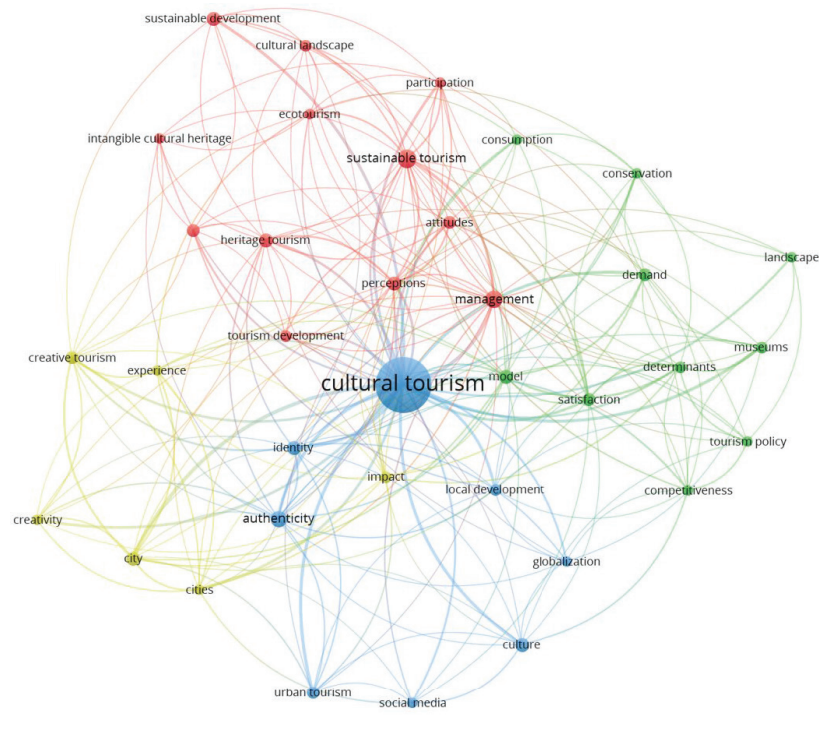 sustainable development
cultural landscape
participation
ecotourism
intangible cultural heritage
consumption
sustainable tourism
conservation
attitudes
heritage tourism
landscape
demand
perceptions
management
tourism development
museums
creative tourism
determinants
experience
model
cultural tourism
satisfaction
tourism policy
identity
impact
local development
competitiveness
creativity
authenticity
city
globalization
cities
culture
urban tourism
social media